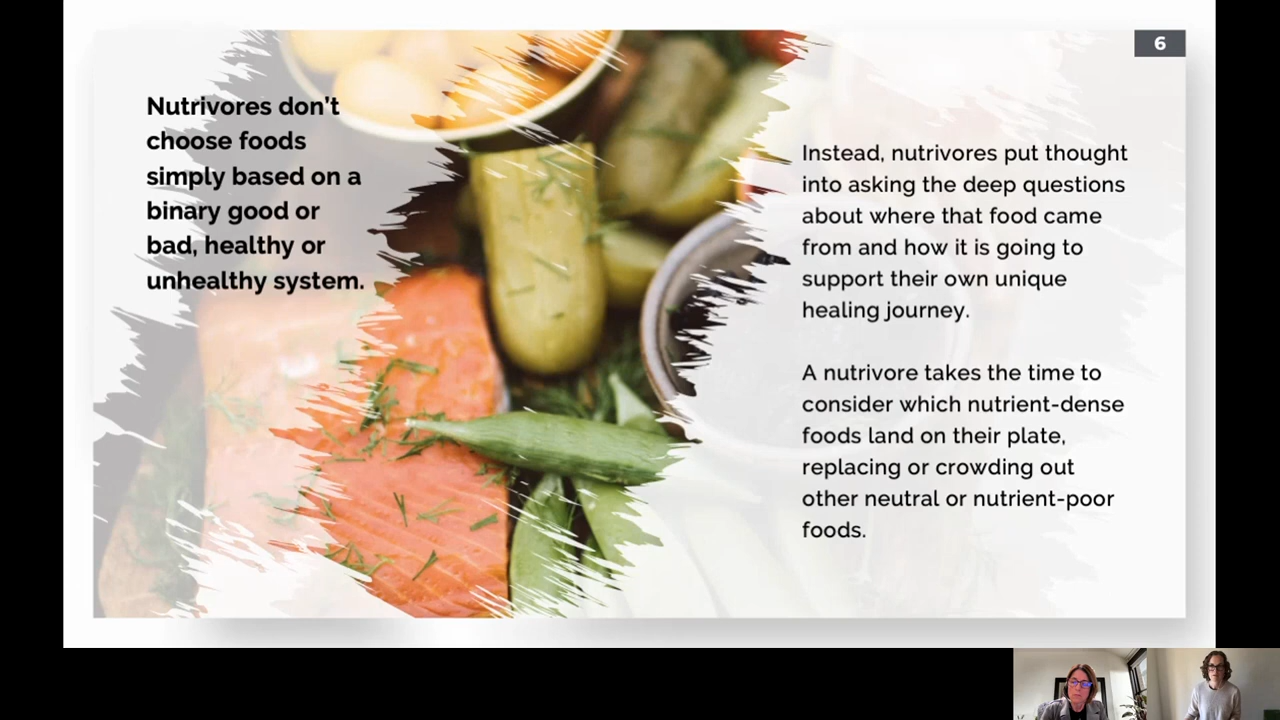 6
Nutrivores don’t
choose foods
simply based on a
binary good or
bad, healthy or
unhealthy system.
Instead, nutrivores put thought
into asking the deep questions
about where that food came
from and how it is going to
support their own unique
healing journey.
A nutrivore takes the time to
consider which nutrient-dense
foods land on their plate,
replacing or crowding out
other neutral or nutrient-poor
foods.